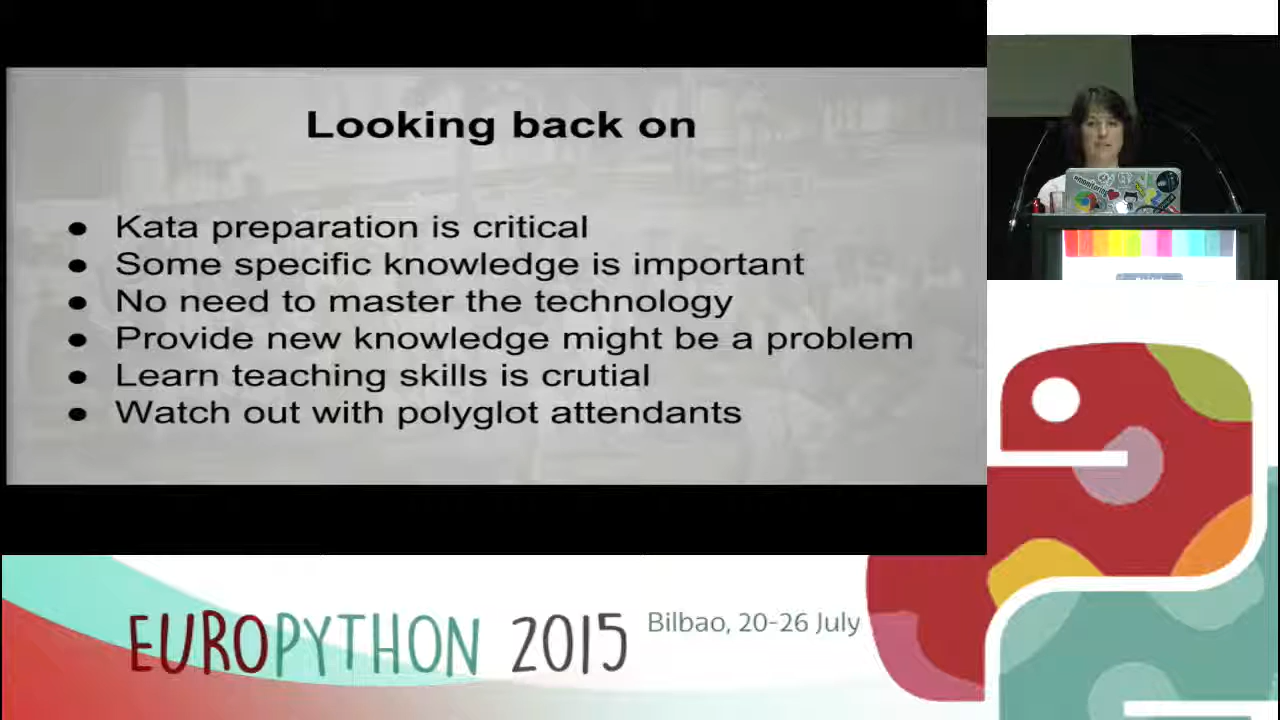 Looking back on
● Kata preparation is critical
● Some specific knowledge is important
● No need to master the technology
● Provide new knowledge might be a problem
● Learn teaching skills is crutial
● Watch out with polyglot attendants
EUROPYTHON 2015
Bilbao, 20-26 July